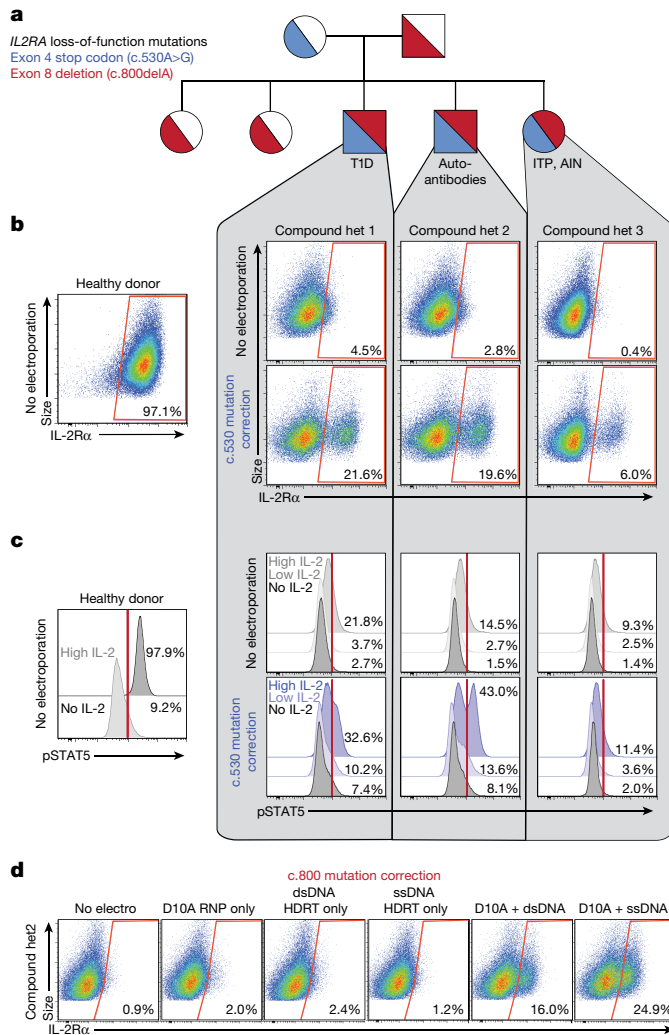 a
IL2RA loss-of-function mutations
Exon 4 stop codon (c.530A>G)
Exon 8 deletion (c.800delA)
T1D
Auto-
antibodies
ITP, AIN
b
Healthy donor
No electroporation
Size
97.1%
IL-2Rα
Compound het 1
Compound het 2
Compound het 3
No electroporation
Size
4.5%
2.8%
0.4%
c.530 mutation
correction
Size
21.6%
19.6%
6.0%
IL-2Rα
c
Healthy donor
No electroporation
High IL-2
97.9%
No IL-2
9.2%
pSTAT5
No electroporation
High IL-2
Low IL-2
No IL-2
21.8%
3.7%
2.7%
14.5%
2.7%
1.5%
9.3%
2.5%
1.4%
c.530 mutation
correction
High IL-2
Low IL-2
No IL-2
32.6%
10.2%
7.4%
43.0%
13.6%
8.1%
11.4%
3.6%
2.0%
pSTAT5
d
c.800 mutation correction
No electro
D10A RNP only
dsDNA
HDRT only
ssDNA
HDRT only
D10A + dsDNA
D10A + ssDNA
Compound het2
Size
0.9%
2.0%
2.4%
1.2%
16.0%
24.9%
IL-2Rα